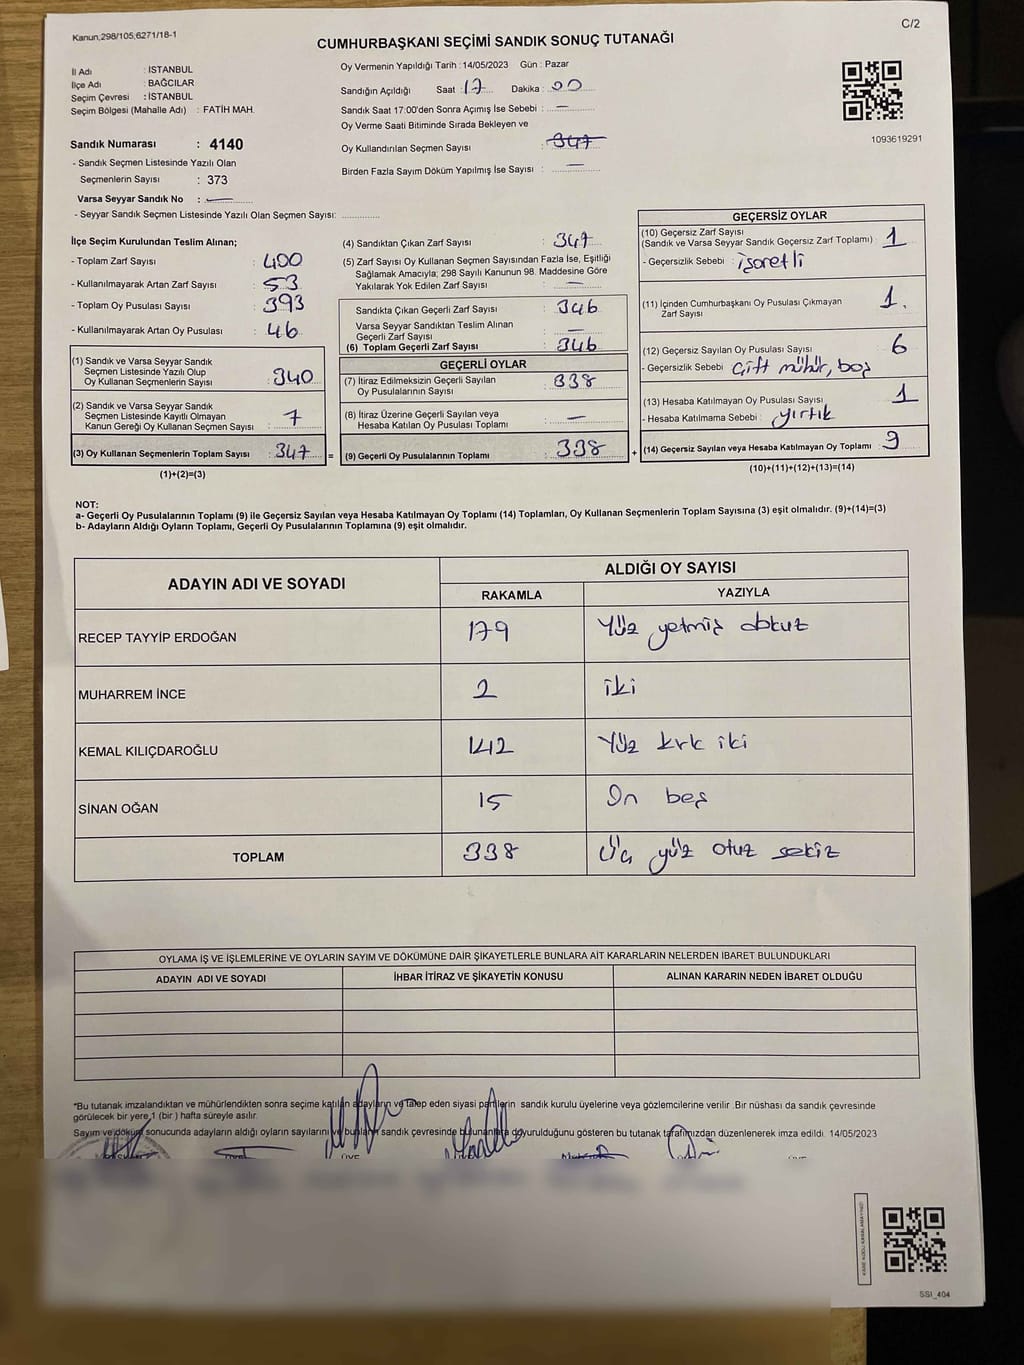 Kanun,298/105,6271/18-1
C/2
CUMHURBAŞKANI SEÇİMİ SANDIK SONUÇ TUTANAĞI
İl Adı : İSTANBUL
İlçe Adı : BAĞCILAR
Seçim Çevresi : İSTANBUL
Seçim Bölgesi (Mahalle Adı) : FATİH MAH.
Sandık Numarası : 4140
- Sandık Seçmen Listesinde Yazılı Olan
Seçmenlerin Sayısı : 373
Varsa Seyyar Sandık No : —
- Seyyar Sandık Seçmen Listesinde Yazılı Olan Seçmen Sayısı: ..............
Oy Vermenin Yapıldığı Tarih : 14/05/2023 Gün : Pazar
Sandığın Açıldığı Saat : 17 Dakika : 00
Sandık Saat 17:00'den Sonra Açımış İse Sebebi : —
Oy Verme Saati Bitiminde Sırada Bekleyen ve
Oy Kullandırılan Seçmen Sayısı : 347
Birden Fazla Sayım Döküm Yapılmış İse Sayısı : —
1093619291
İlçe Seçim Kurulundan Teslim Alınan;
- Toplam Zarf Sayısı : 400
- Kullanılmayarak Artan Zarf Sayısı : 53
- Toplam Oy Pusulası Sayısı : 393
- Kullanılmayarak Artan Oy Pusulası : 46
(1) Sandık ve Varsa Seyyar Sandık
Seçmen Listesinde Yazılı Olup
Oy Kullanan Seçmenlerin Sayısı : 340
(2) Sandık ve Varsa Seyyar Sandık
Seçmen Listesinde Kayıtlı Olmayan
Kanun Gereği Oy Kullanan Seçmen Sayısı : 7
(3) Oy Kullanan Seçmenlerin Toplam Sayısı : 347 =
(1)+(2)=(3)
(4) Sandıktan Çıkan Zarf Sayısı : 347
(5) Zarf Sayısı Oy Kullanan Seçmen Sayısından Fazla İse, Eşitliği
Sağlamak Amacıyla; 298 Sayılı Kanunun 98. Maddesine Göre
Yakılarak Yok Edilen Zarf Sayısı : —
Sandıkta Çıkan Geçerli Zarf Sayısı : 346
Varsa Seyyar Sandıktan Teslim Alınan
Geçerli Zarf Sayısı : —
(6) Toplam Geçerli Zarf Sayısı : 346
GEÇERLİ OYLAR
(7) İtiraz Edilmeksizin Geçerli Sayılan
Oy Pusulalarının Sayısı : 338
(8) İtiraz Üzerine Geçerli Sayılan veya
Hesaba Katılan Oy Pusulası Toplamı : —
(9) Geçerli Oy Pusulalarının Toplamı : 338 +
GEÇERSİZ OYLAR
(10) Geçersiz Zarf Sayısı
(Sandık ve Varsa Seyyar Sandık Geçersiz Zarf Toplamı) : 1
- Geçersizlik Sebebi : işaretli
(11) İçinden Cumhurbaşkanı Oy Pusulası Çıkmayan
Zarf Sayısı : 1.
(12) Geçersiz Sayılan Oy Pusulası Sayısı : 6
- Geçersizlik Sebebi : çift mühür, boş
(13) Hesaba Katılmayan Oy Pusulası Sayısı : 1
- Hesaba Katılmama Sebebi : yırtık
(14) Geçersiz Sayılan veya Hesaba Katılmayan Oy Toplamı : 9
(10)+(11)+(12)+(13)=(14)
NOT:
a- Geçerli Oy Pusulalarının Toplamı (9) ile Geçersiz Sayılan veya Hesaba Katılmayan Oy Toplamı (14) Toplamları, Oy Kullanan Seçmenlerin Toplam Sayısına (3) eşit olmalıdır. (9)+(14)=(3)
b- Adayların Aldığı Oyların Toplamı, Geçerli Oy Pusulalarının Toplamına (9) eşit olmalıdır.
ADAYIN ADI VE SOYADI
ALDIĞI OY SAYISI
RAKAMLA YAZIYLA
RECEP TAYYİP ERDOĞAN 179 Yüz yetmiş dokuz
MUHARREM İNCE 2 iki
KEMAL KILIÇDAROĞLU 142 Yüz kırk iki
SİNAN OĞAN 15 On beş
TOPLAM 338 Üç yüz otuz sekiz
OYLAMA İŞ VE İŞLEMLERİNE VE OYLARIN SAYIM VE DÖKÜMÜNE DAİR ŞİKAYETLERLE BUNLARA AİT KARARLARIN NELERDEN İBARET BULUNDUKLARI
ADAYIN ADI VE SOYADI İHBAR İTİRAZ VE ŞİKAYETİN KONUSU ALINAN KARARIN NEDEN İBARET OLDUĞU
*Bu tutanak imzalandıktan ve mühürlendikten sonra seçime katılan adayların ve talep eden siyasi partilerin sandık kurulu üyelerine veya gözlemcilerine verilir .Bir nüshası da sandık çevresinde
görülecek bir yere,1 (bir ) hafta süreyle asılır.
Sayım ve döküm sonucunda adayların aldığı oyların sayılarını ve bunların sandık çevresinde bulunanlara duyurulduğunu gösteren bu tutanak tarafımızdan düzenlenerek imza edildi. 14/05/2023
SSI_404